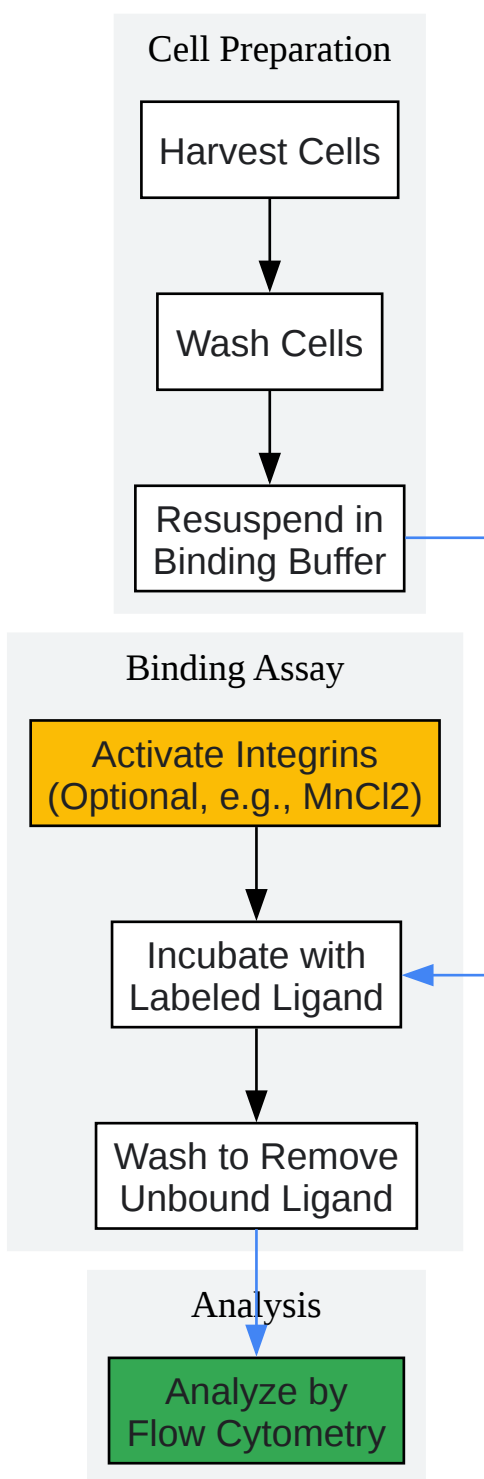 Cell Preparation
Harvest Cells
Wash Cells
Resuspend in
Binding Buffer
Binding Assay
Activate Integrins
(Optional, e.g., MnCl2)
Incubate with
Labeled Ligand
Wash to Remove
Unbound Ligand
Analysis
Analyze by
Flow Cytometry